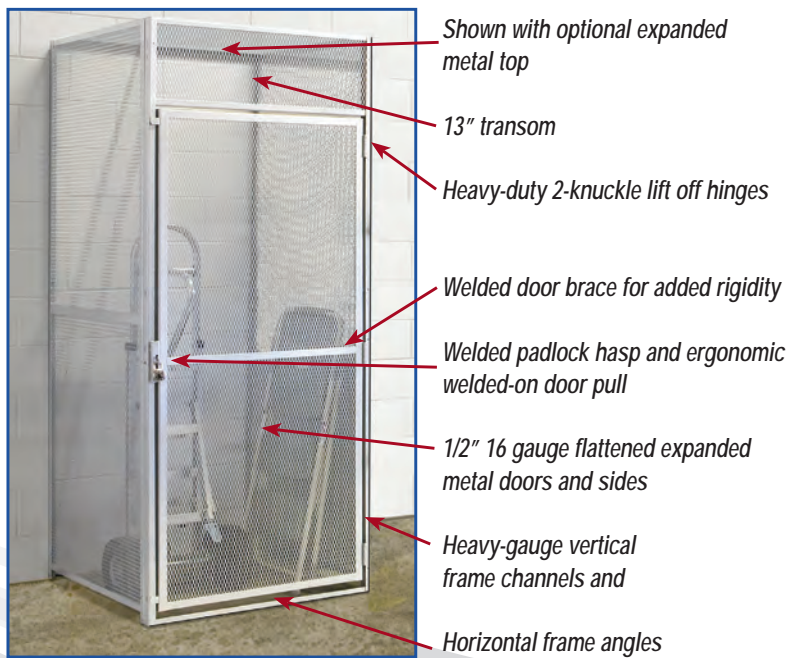 Shown with optional expanded
metal top
13" transom
Heavy-duty 2-knuckle lift off hinges
Welded door brace for added rigidity
Welded padlock hasp and ergonomic
welded-on door pull
1/2" 16 gauge flattened expanded
metal doors and sides
Heavy-gauge vertical
frame channels and
Horizontal frame angles